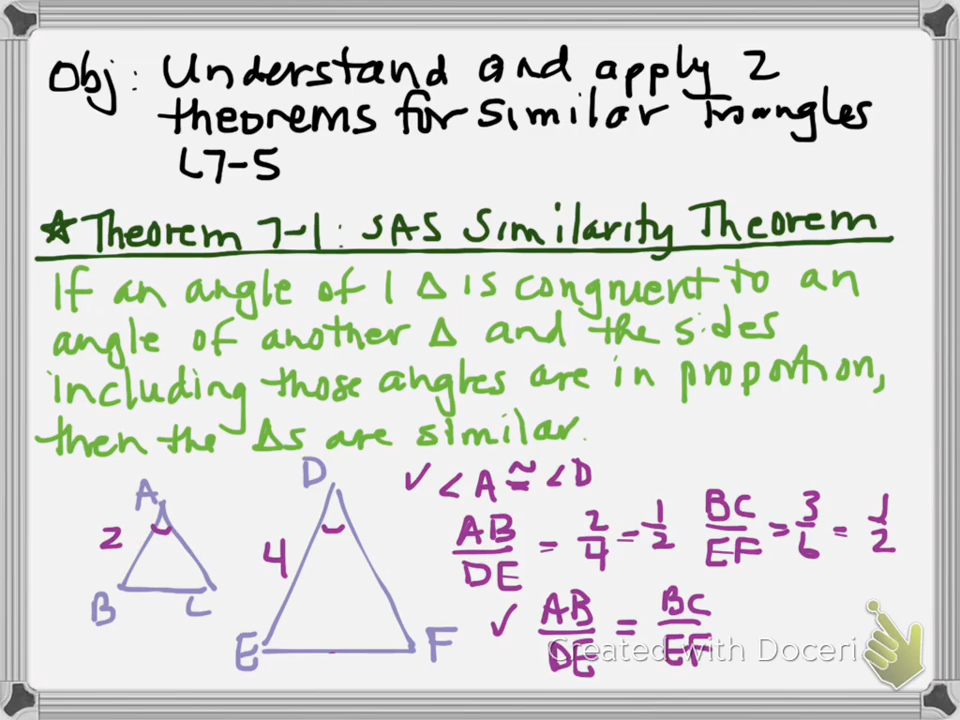 Obj: Understand and apply 2
theorems for Similar Triangles
L7-5
★Theorem 7-1: SAS Similarity Theorem
If an angle of 1 Δ is congruent to an
angle of another Δ and the sides
including those angles are in proportion,
then the Δs are similar.
A
B
C
2
D
E
F
4
✓ ∠A ≅ ∠D
AB/DE = 2/4 = 1/2 BC/EF = 3/6 = 1/2
✓ AB/DE = BC/EF
Created with Doceri